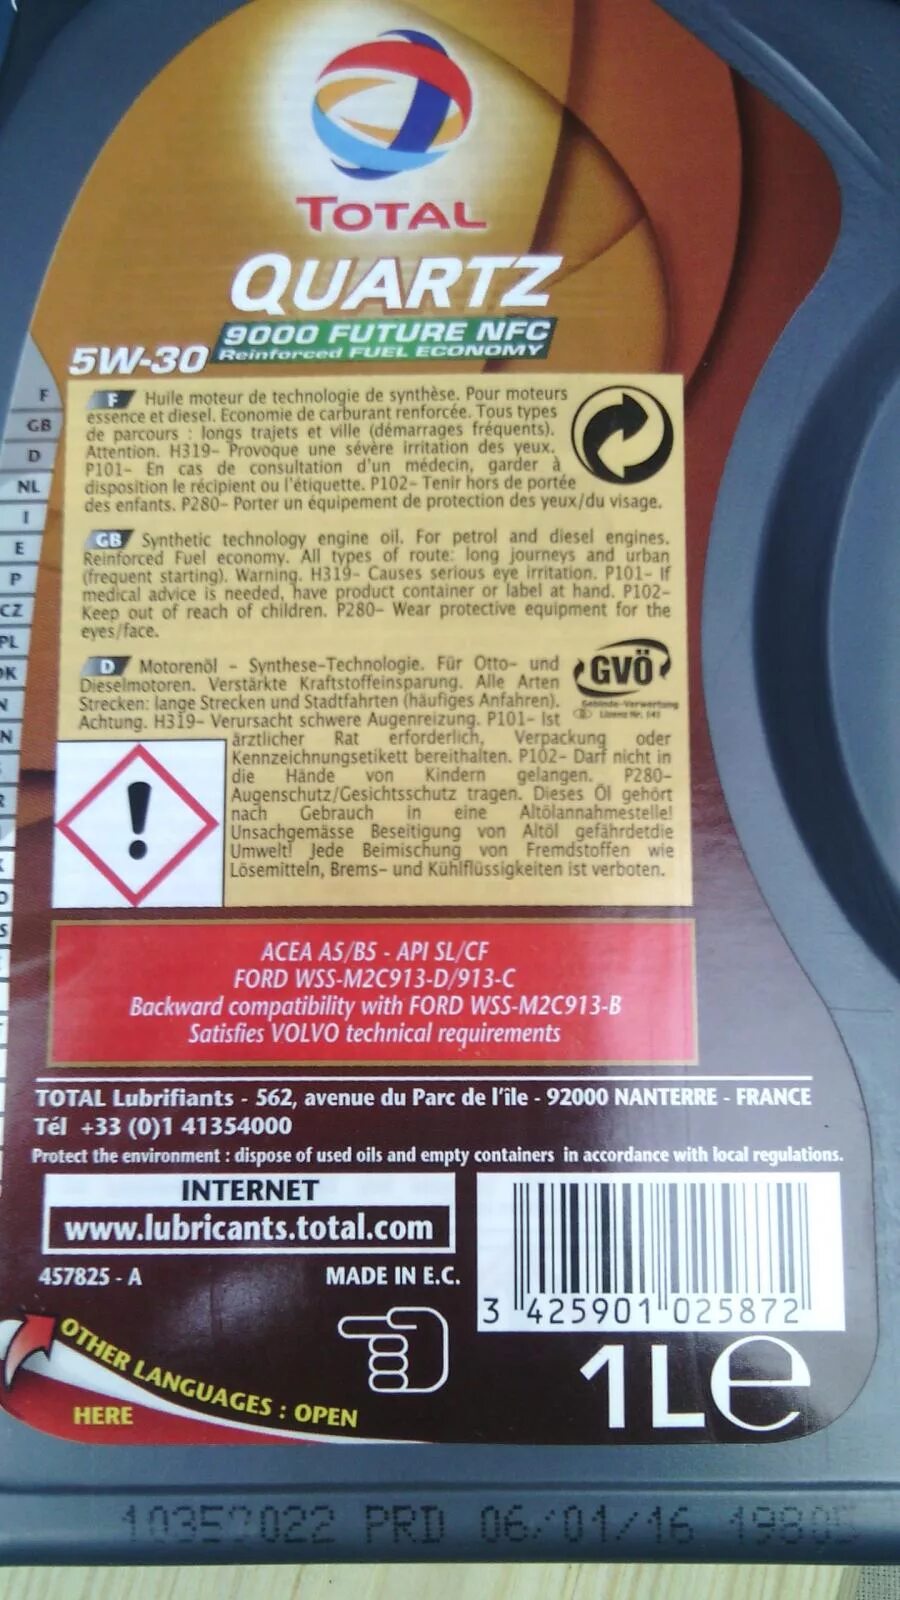 TOTAL
QUARTZ
9000 FUTURE NFC
5W-30 Reinforced FUEL ECONOMY
F
GB
D
NL
I
E
P
CZ
PL
F Huile moteur de technologie de synthèse. Pour moteurs
essence et diesel. Economie de carburant renforcée. Tous types
de parcours : longs trajets et ville (démarrages fréquents).
Attention. H319- Provoque une sévère irritation des yeux.
P101- En cas de consultation d'un médecin, garder à
disposition le récipient ou l'étiquette. P102- Tenir hors de portée
des enfants. P280- Porter un équipement de protection des yeux/du visage.
GB Synthetic technology engine oil. For petrol and diesel engines.
Reinforced Fuel economy. All types of route: long journeys and urban
(frequent starting). Warning. H319- Causes serious eye irritation. P101- If
medical advice is needed, have product container or label at hand. P102-
Keep out of reach of children. P280- Wear protective equipment for the
eyes/face.
D Motorenöl - Synthese-Technologie. Für Otto- und
Dieselmotoren. Verstärkte Kraftstoffeinsparung. Alle Arten
Strecken: lange Strecken und Stadtfahrten (häufiges Anfahren).
Achtung. H319- Verursacht schwere Augenreizung. P101- Ist
ärztlicher Rat erforderlich, Verpackung oder
Kennzeichnungsetikett bereithalten. P102- Darf nicht in
die Hände von Kindern gelangen. P280-
Augenschutz/Gesichtsschutz tragen. Dieses Öl gehört
nach Gebrauch in eine Altölannahmestelle!
Unsachgemässe Beseitigung von Altöl gefährdetdie
Umwelt! Jede Beimischung von Fremdstoffen wie
Lösemitteln, Brems- und Kühlflüssigkeiten ist verboten.
GVÖ
Gebinde-Verwertung
Lizenz Nr. 141
ACEA A5/B5 - API SL/CF
FORD WSS-M2C913-D/913-C
Backward compatibility with FORD WSS-M2C913-B
Satisfies VOLVO technical requirements
TOTAL Lubrifiants - 562, avenue du Parc de l'île - 92000 NANTERRE - FRANCE
Tél +33 (0)1 41354000
Protect the environment : dispose of used oils and empty containers in accordance with local regulations.
INTERNET
www.lubricants.total.com
457825 - A MADE IN E.C.
3 425901 025872
OTHER LANGUAGES : OPEN
HERE
1L e
PRD 06/01/16